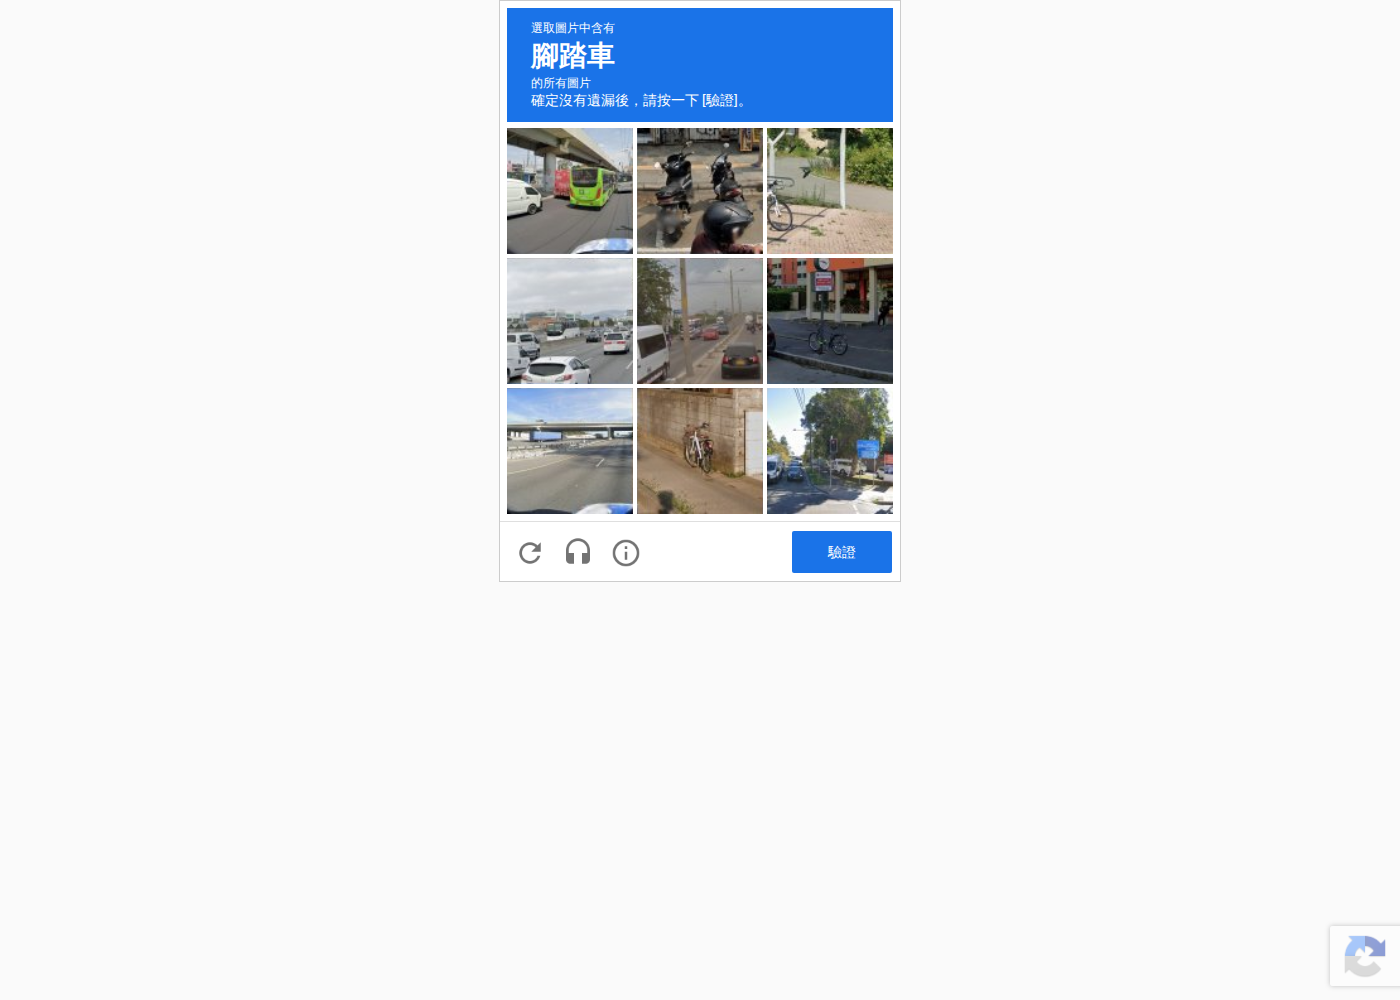 選取圖片中含有
腳踏車
的所有圖片
確定沒有遺漏後，請按一下 [驗證]。
驗證